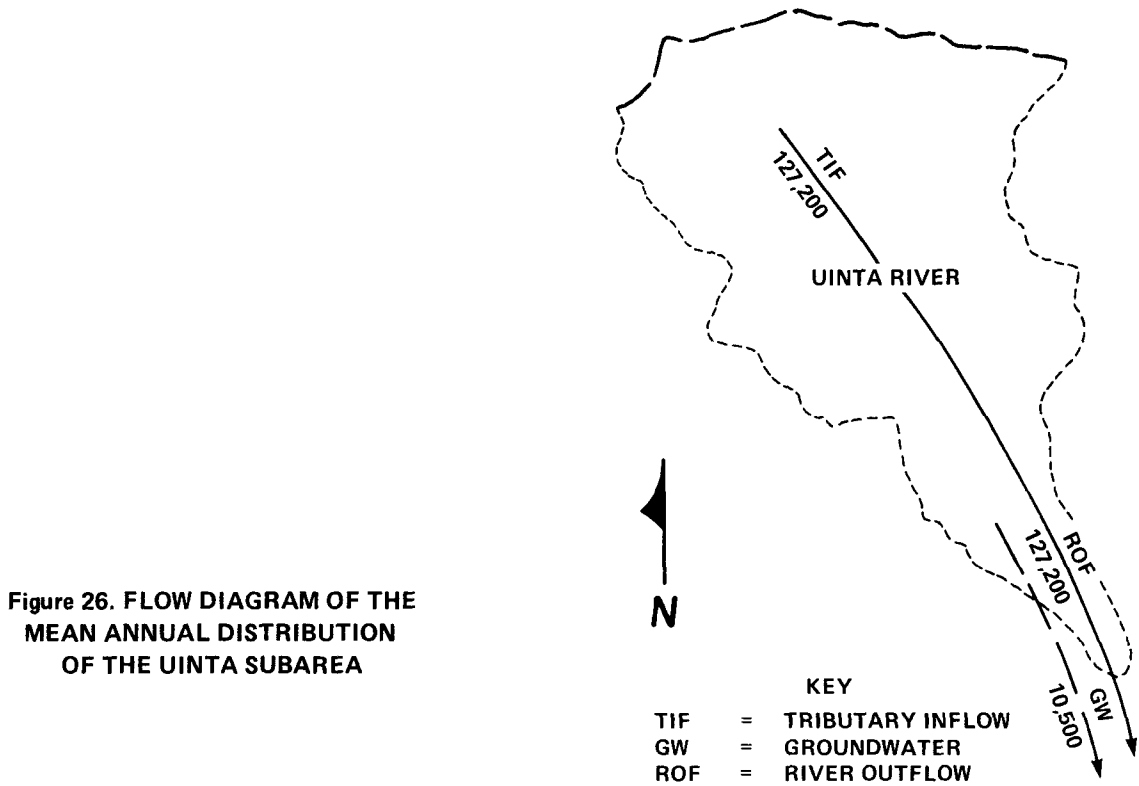 TIF
127,200
UINTA RIVER
127,200
ROF
N
10,500
GW
Figure 26. FLOW DIAGRAM OF THE
MEAN ANNUAL DISTRIBUTION
OF THE UINTA SUBAREA
KEY
TIF = TRIBUTARY INFLOW
GW = GROUNDWATER
ROF = RIVER OUTFLOW